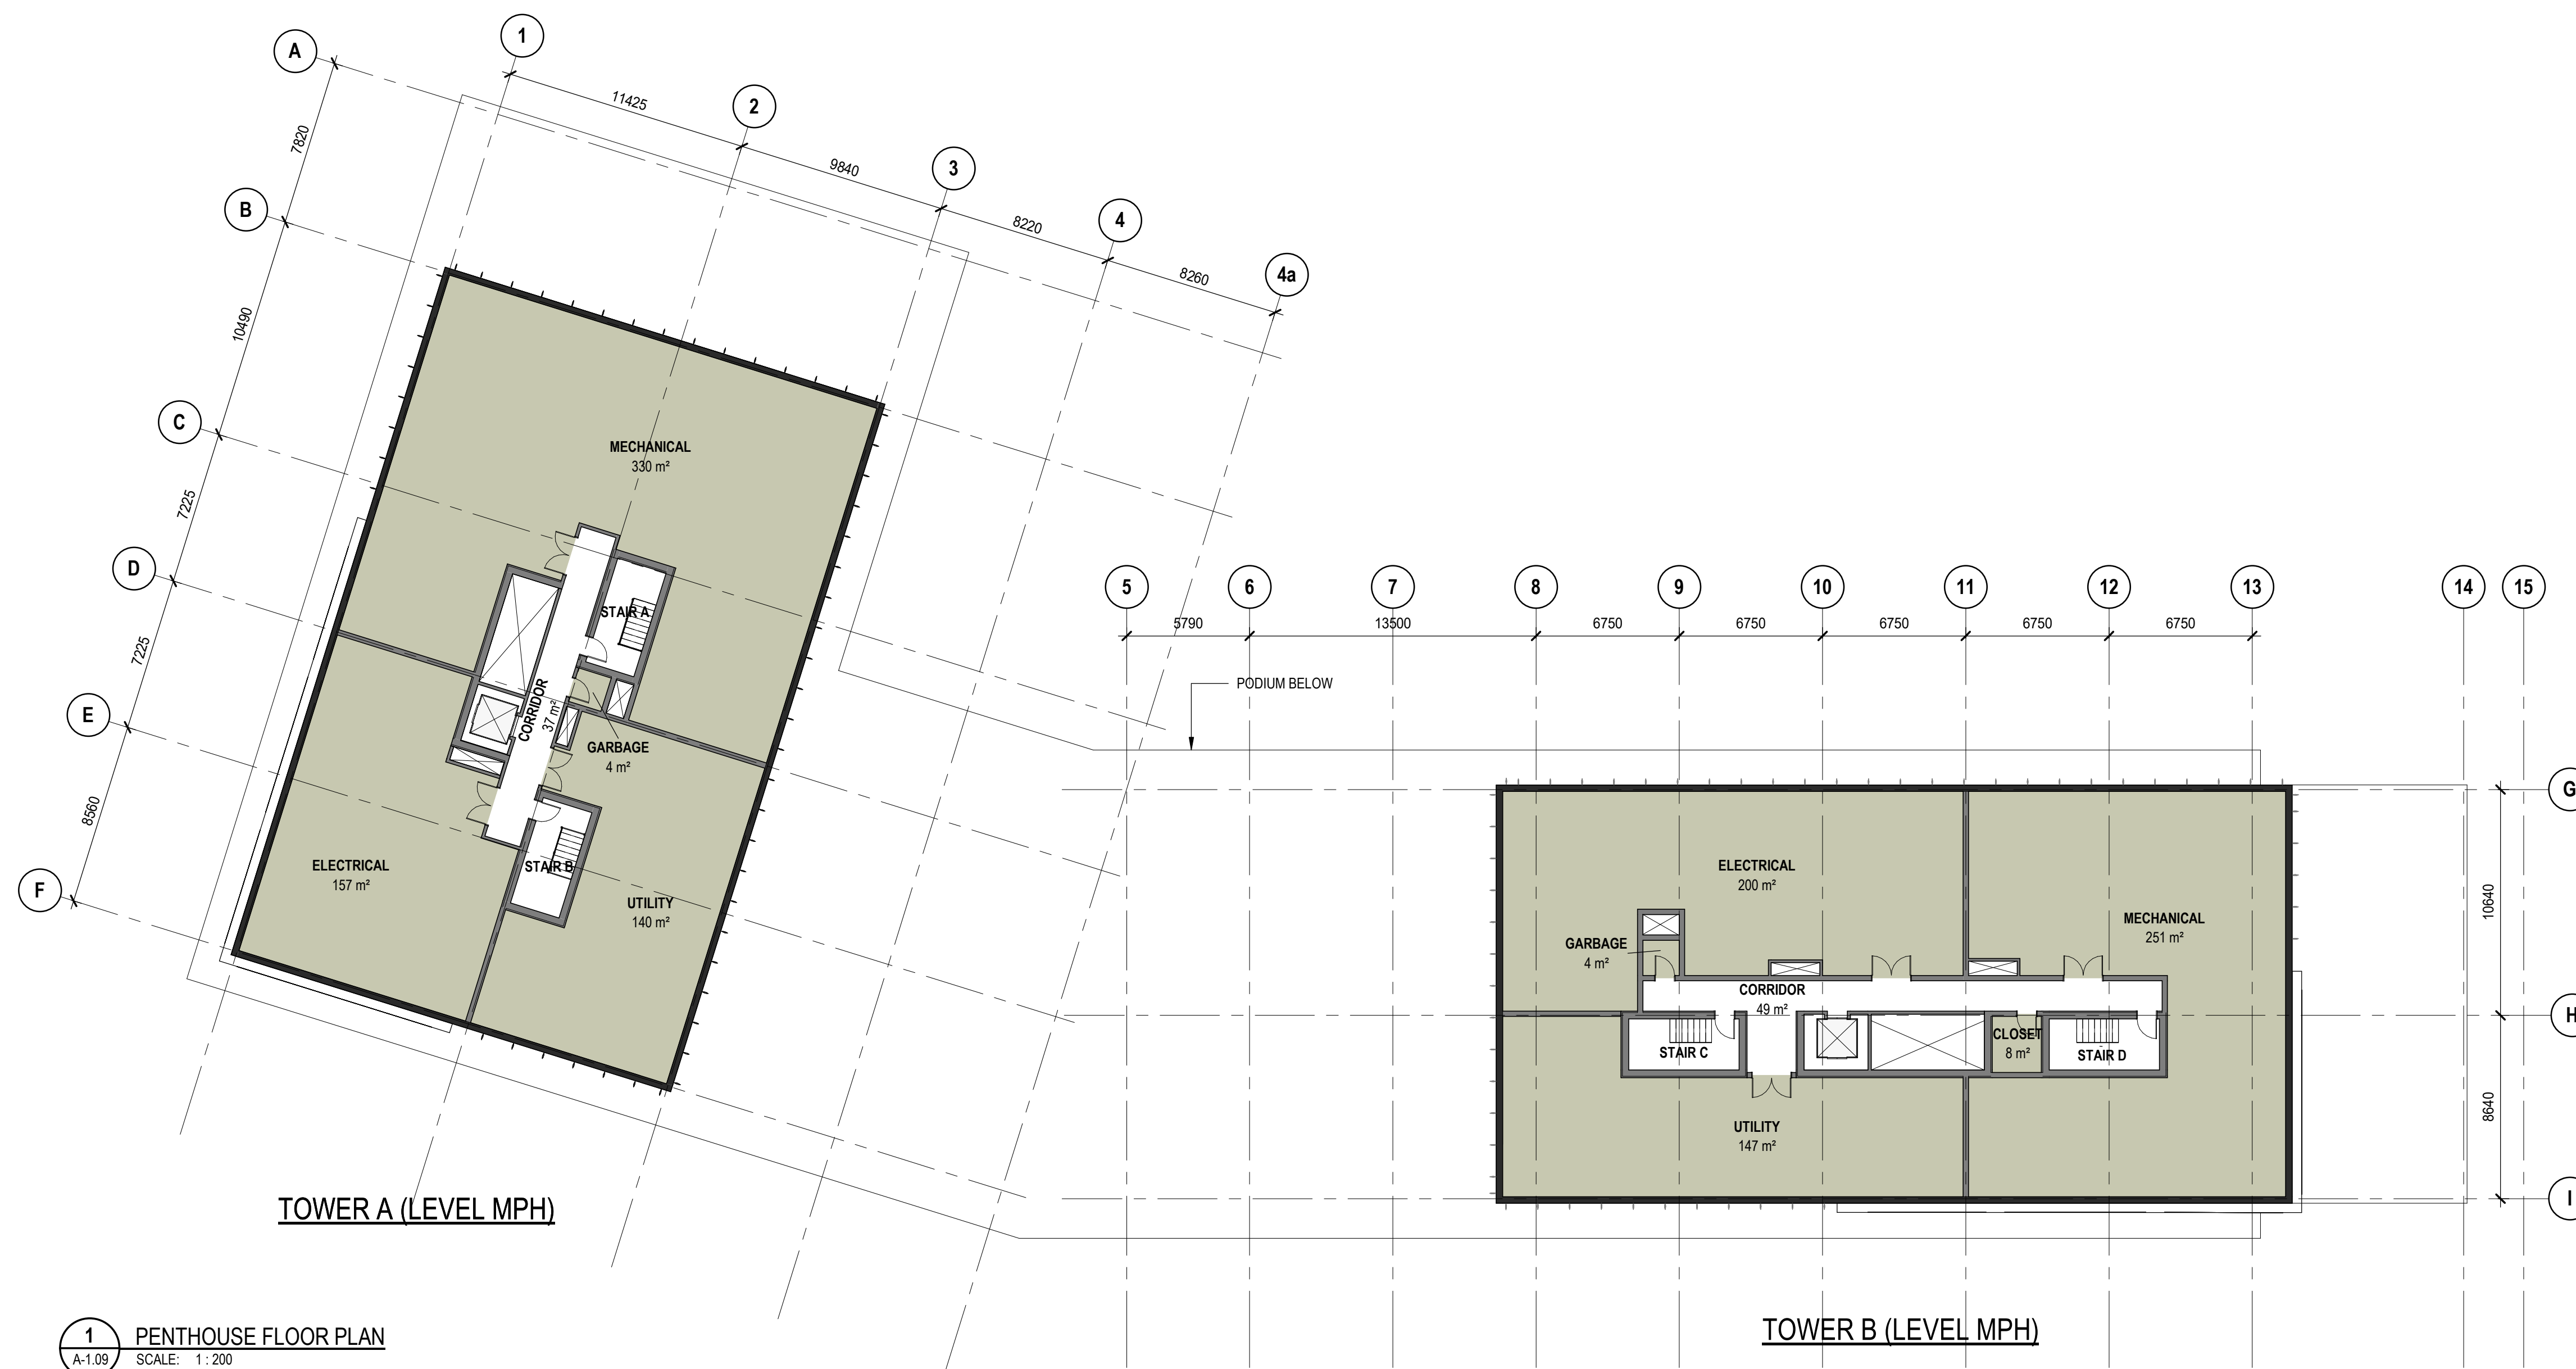 A
1
2
3
4
4a
11425
9840
8220
8260
7820
B
10490
C
7225
D
7225
E
8560
F
MECHANICAL
330 m²
STAIR A
CORRIDOR
37 m²
GARBAGE
4 m²
ELECTRICAL
157 m²
STAIR B
UTILITY
140 m²
TOWER A (LEVEL MPH)
5
6
7
8
9
10
11
12
13
14
15
5790
13500
6750
6750
6750
6750
6750
PODIUM BELOW
G
ELECTRICAL
200 m²
MECHANICAL
251 m²
10640
GARBAGE
4 m²
CORRIDOR
49 m²
H
STAIR C
CLOSET
8 m²
STAIR D
8640
UTILITY
147 m²
I
TOWER B (LEVEL MPH)
1
A-1.09
PENTHOUSE FLOOR PLAN
SCALE: 1 : 200